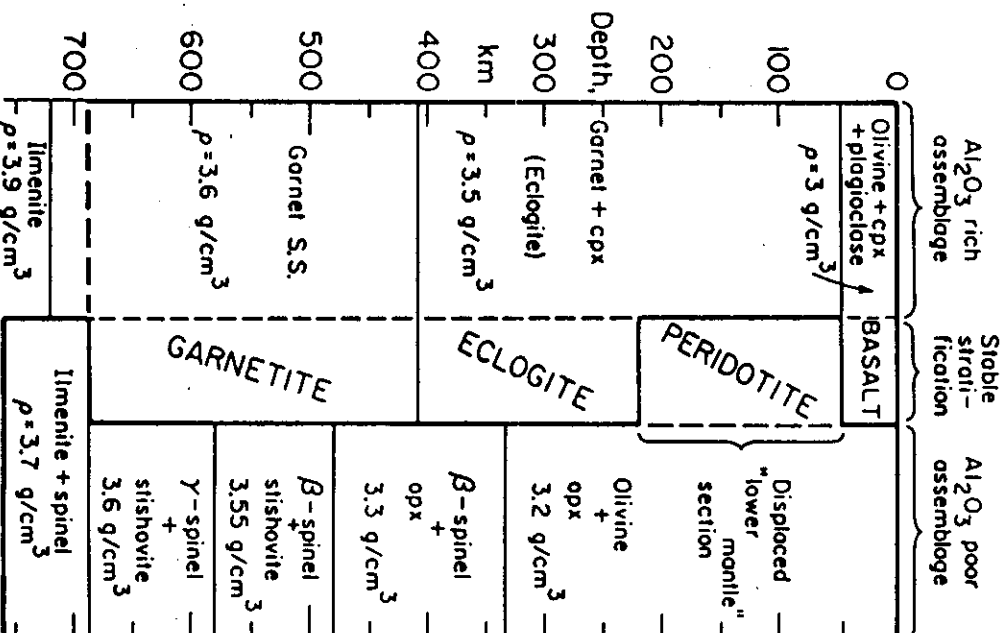 Depth,
km
0
100
200
300
400
500
600
700
Al2O3 rich
assemblage
Olivine + cpx
+ plagioclase
ρ=3 g/cm3
Garnet + cpx
(Eclogite)
ρ=3.5 g/cm3
Garnet S.S.
ρ=3.6 g/cm3
Ilmenite
ρ=3.9 g/cm3
Stable
strati-
fication
BASALT
PERIDOTITE
ECLOGITE
GARNETITE
Al2O3 poor
assemblage
Displaced
"lower
mantle"
section
Olivine
+
opx
3.2 g/cm3
β-spinel
+
opx
3.3 g/cm3
β-spinel
+
stishovite
3.55 g/cm3
γ-spinel
+
stishovite
3.6 g/cm3
Ilmenite + spinel
ρ=3.7 g/cm3